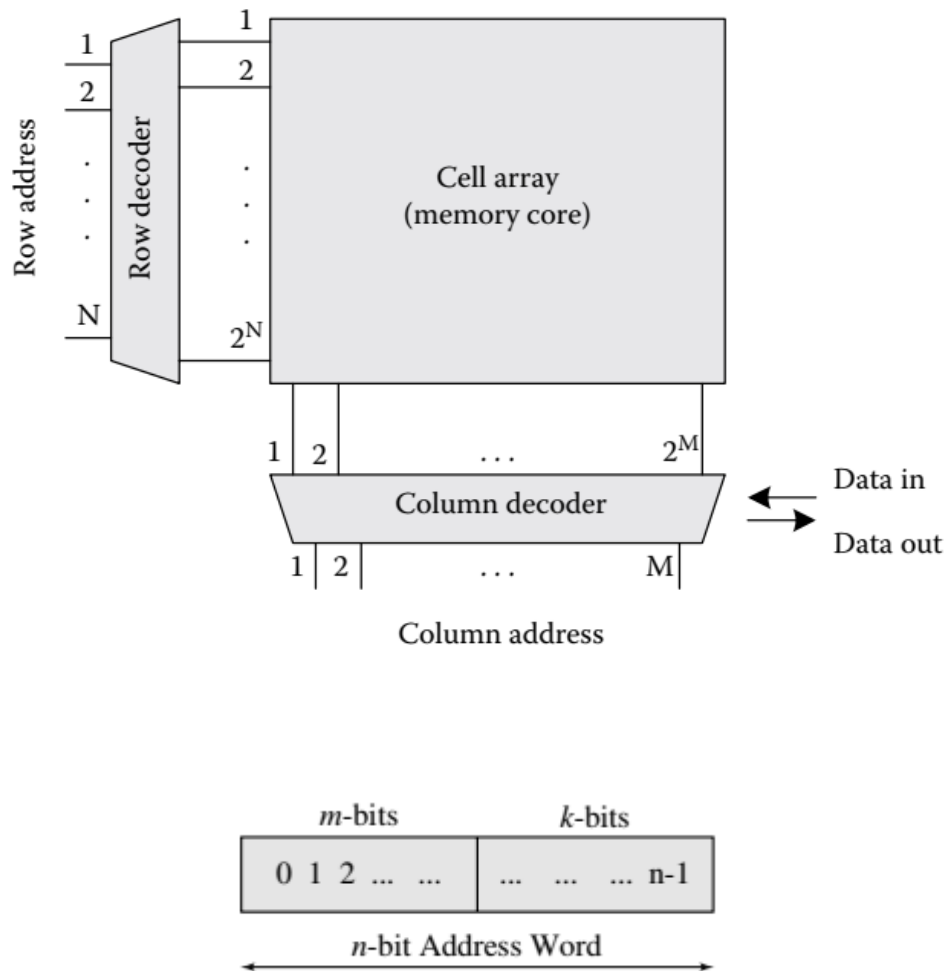 1
1
2
2
Row address
Row decoder
.
.
.
.
.
.
N
2^N
Cell array
(memory core)
1 2 ... 2^M
Column decoder
Data in
Data out
1 2 ... M
Column address
m-bits k-bits
0 1 2 ... ... ... ... ... n-1
n-bit Address Word